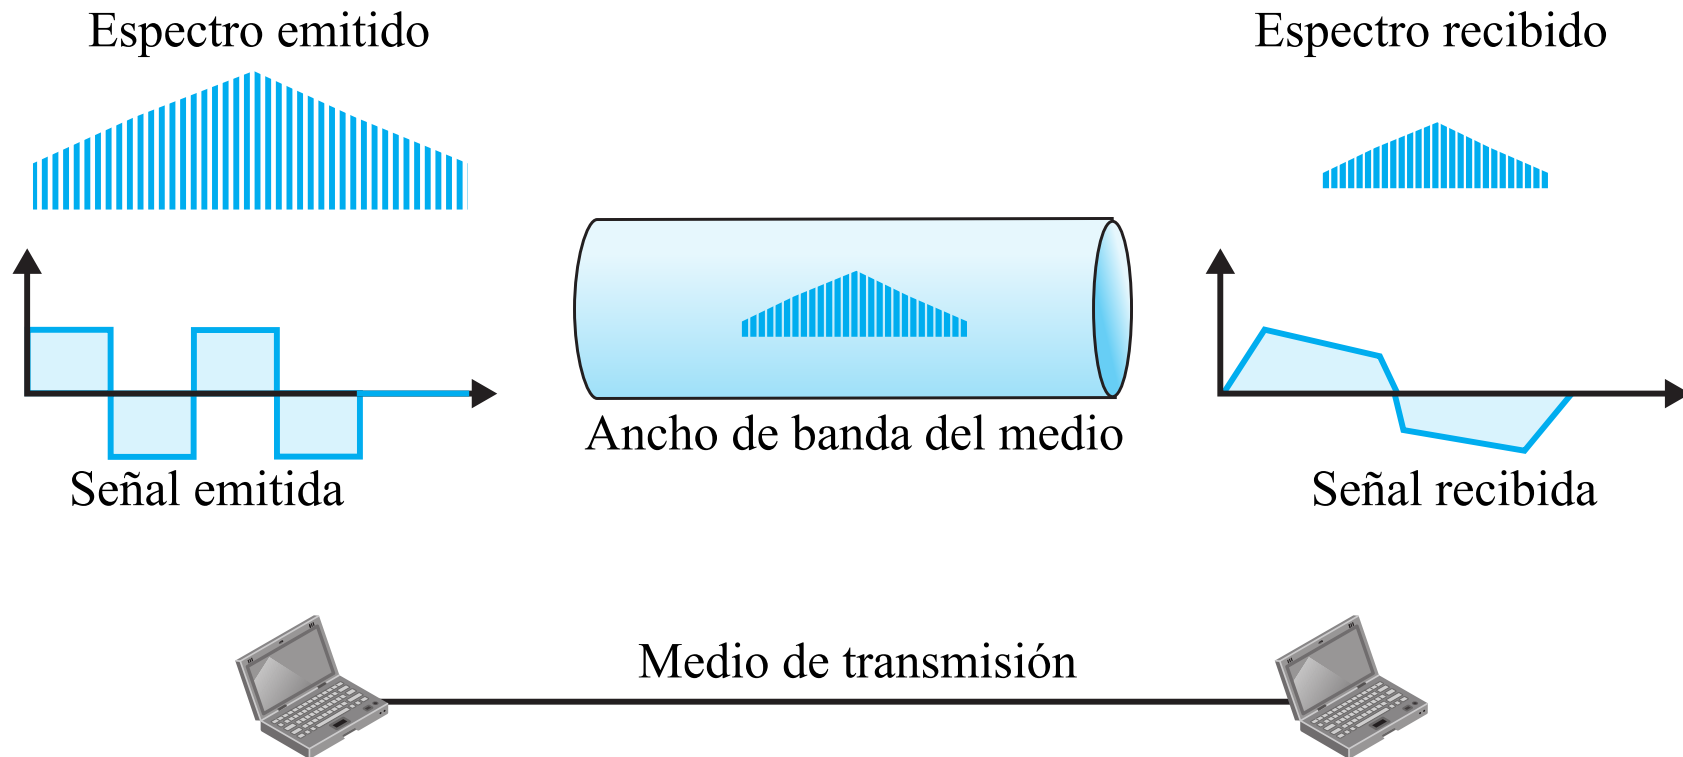 Espectro emitido
Espectro recibido
Ancho de banda del medio
Señal emitida
Señal recibida
Medio de transmisión